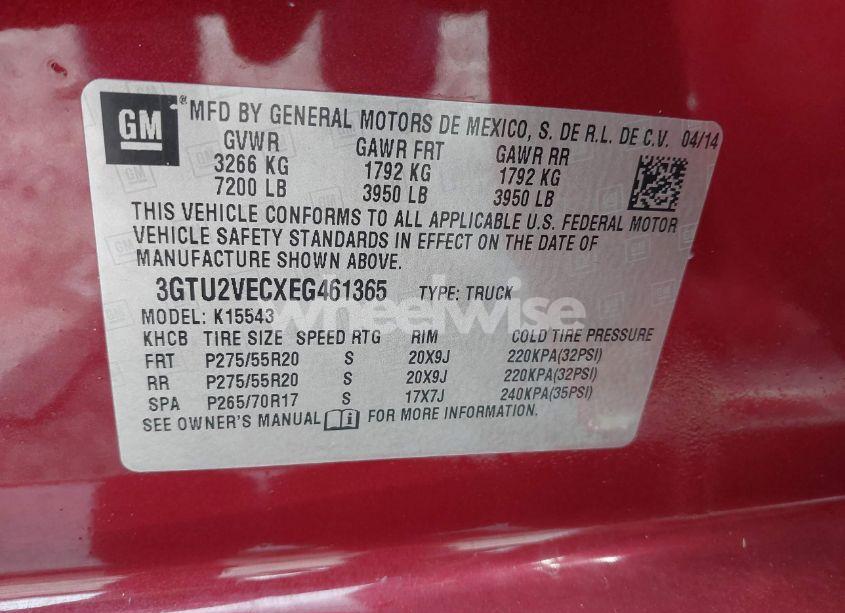 GM ® MFD BY GENERAL MOTORS DE MEXICO, S. DE R.L. DE C.V. 04/14
GVWR GAWR FRT GAWR RR
3266 KG 1792 KG 1792 KG
7200 LB 3950 LB 3950 LB
THIS VEHICLE CONFORMS TO ALL APPLICABLE U.S. FEDERAL MOTOR
VEHICLE SAFETY STANDARDS IN EFFECT ON THE DATE OF
MANUFACTURE SHOWN ABOVE.
3GTU2VECXEG461365 TYPE: TRUCK
wheelwise
MODEL: K15543
KHCB TIRE SIZE SPEED RTG RIM COLD TIRE PRESSURE
FRT P275/55R20 S 20X9J 220KPA(32PSI)
RR P275/55R20 S 20X9J 220KPA(32PSI)
SPA P265/70R17 S 17X7J 240KPA(35PSI)
SEE OWNER'S MANUAL i FOR MORE INFORMATION.